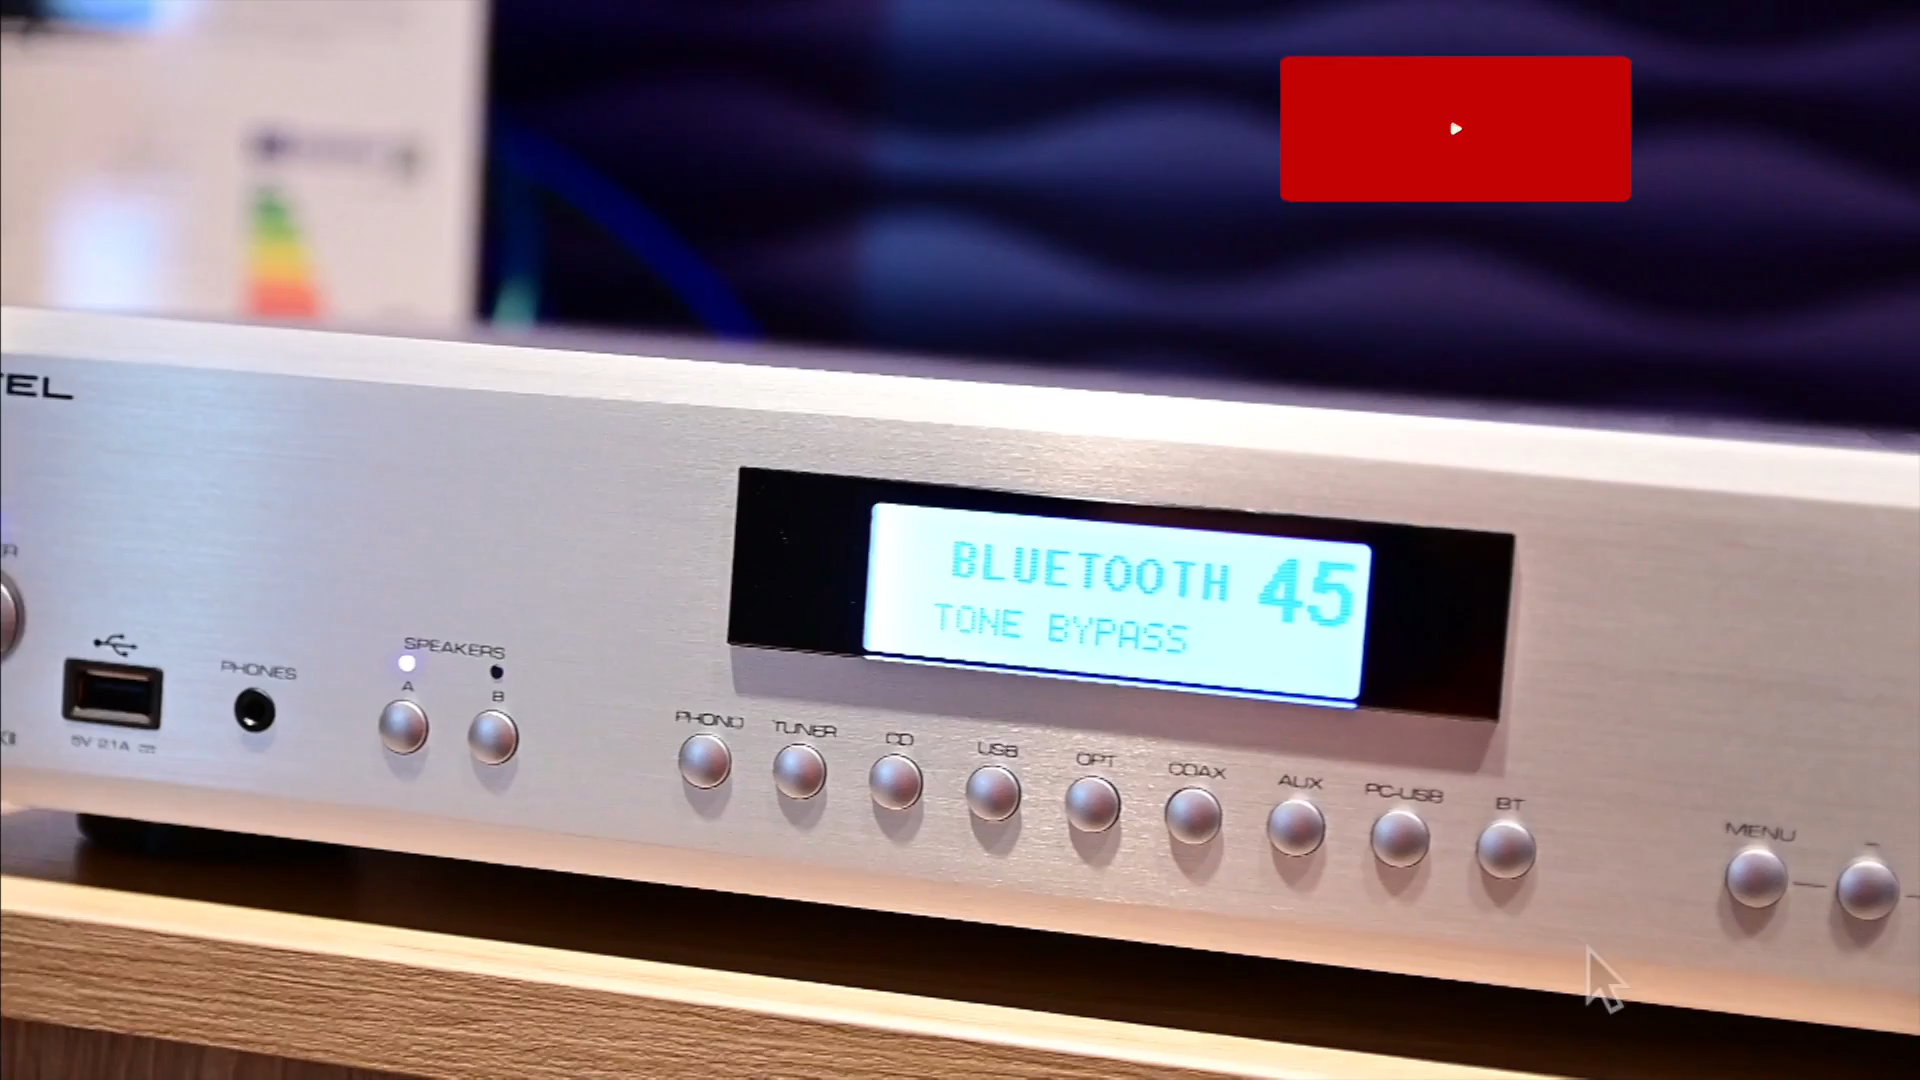 TEL
BLUETOOTH 45
TONE BYPASS
SPEAKERS
A B
PHONES
5V 2.1A
PHONO TUNER CD USB OPT COAX AUX PC-USB BT
MENU -